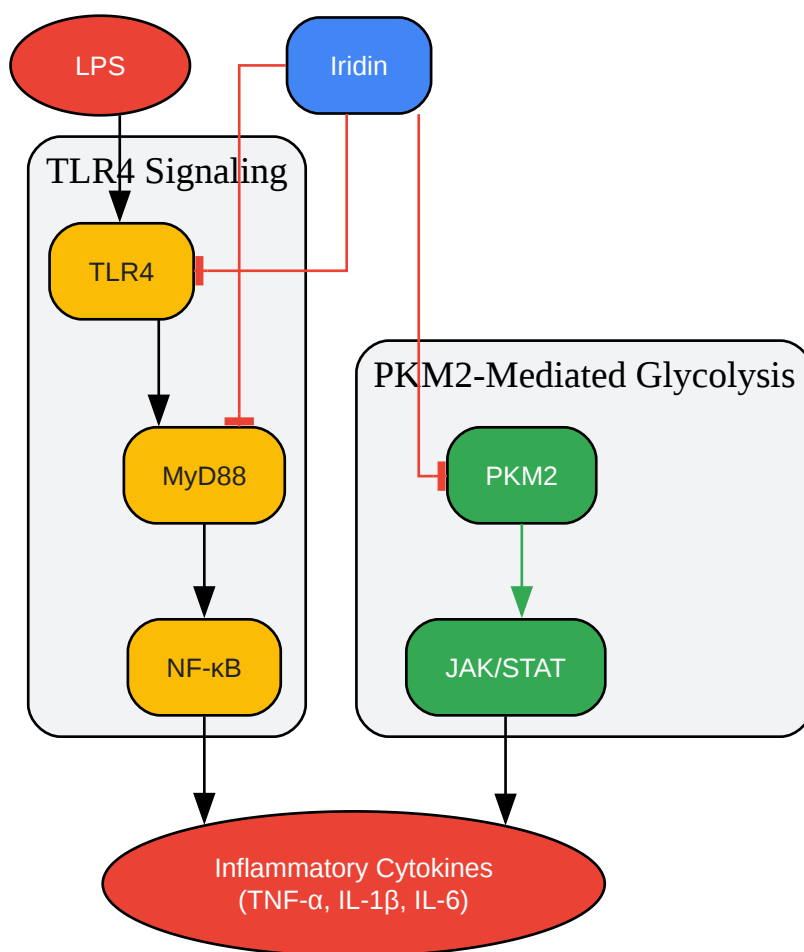 LPS
Iridin
TLR4 Signaling
TLR4
PKM2-Mediated Glycolysis
MyD88
PKM2
NF-κB
JAK/STAT
Inflammatory Cytokines
(TNF-α, IL-1β, IL-6)